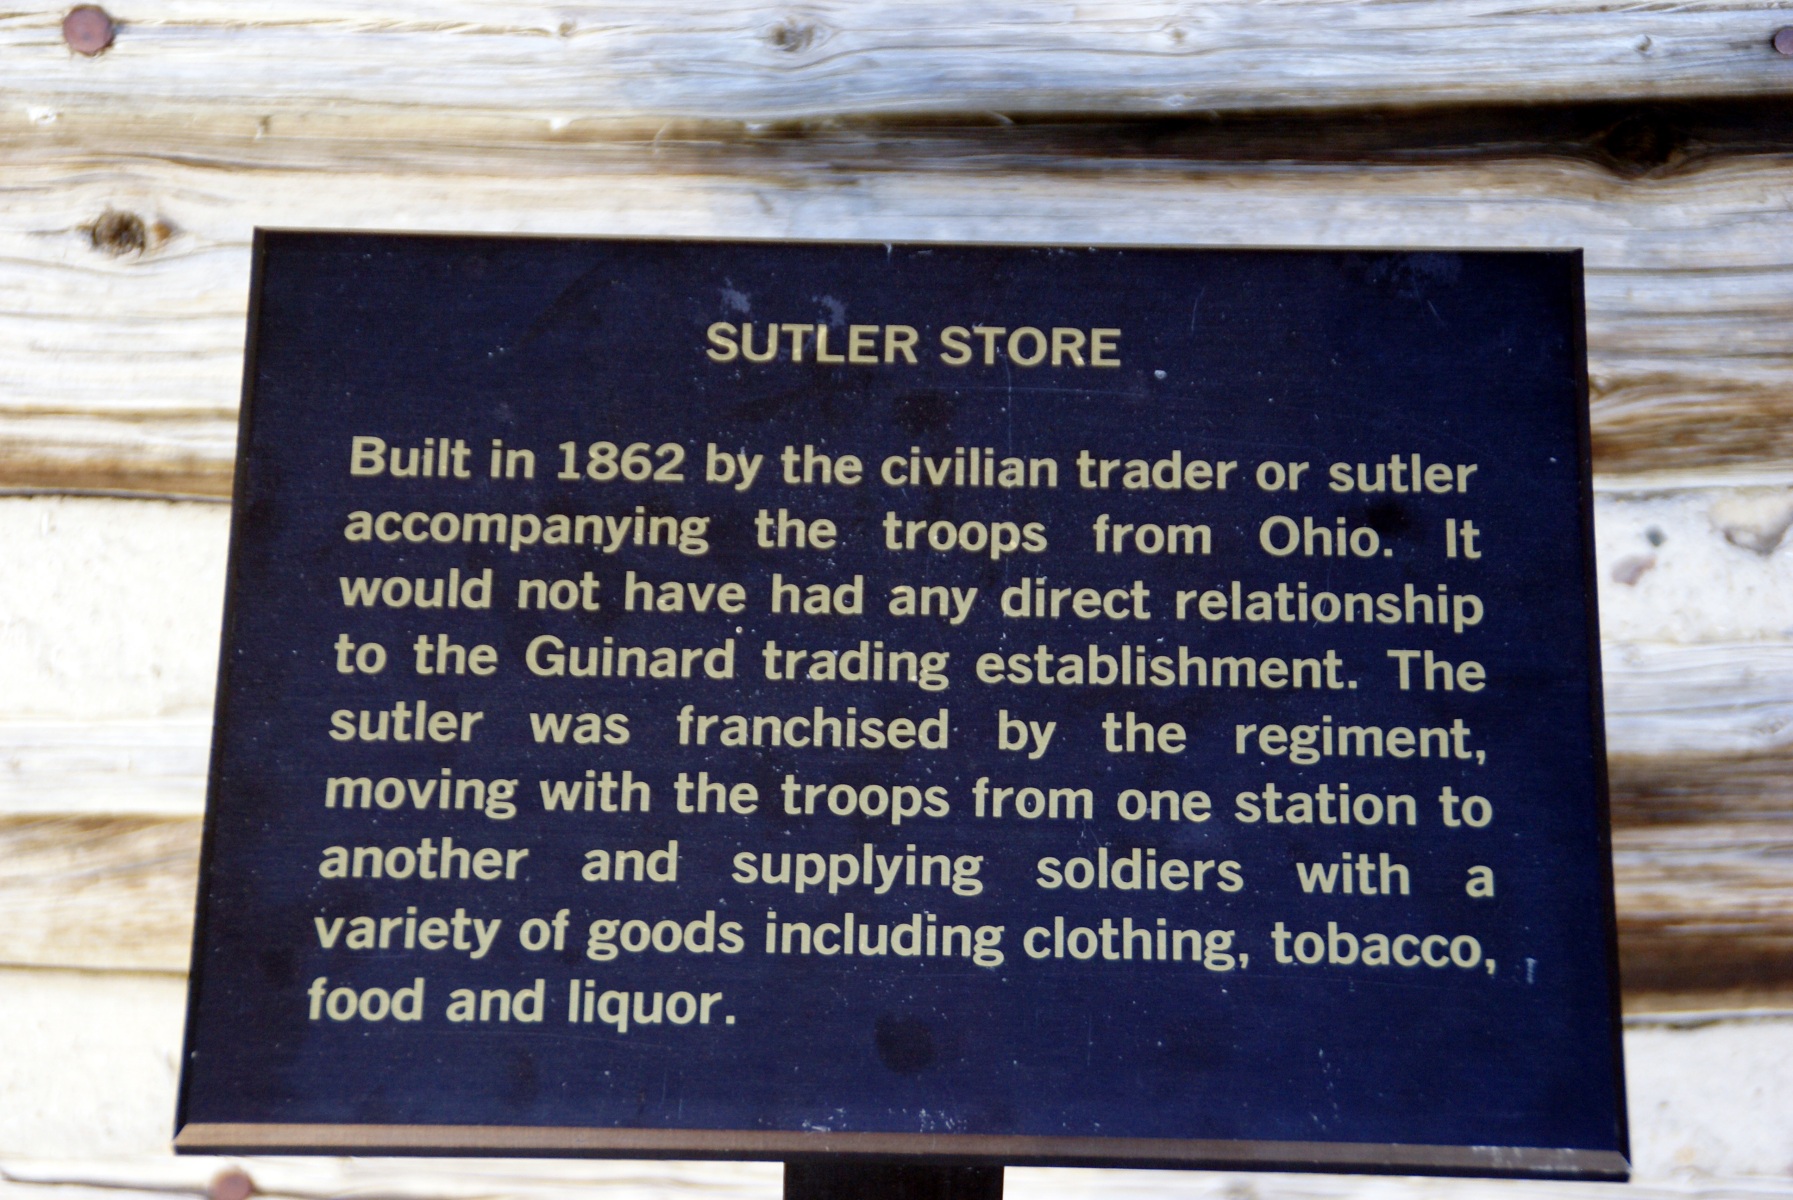 SUTLER STORE
Built in 1862 by the civilian trader or sutler
accompanying the troops from Ohio. It
would not have had any direct relationship
to the Guinard trading establishment. The
sutler was franchised by the regiment,
moving with the troops from one station to
another and supplying soldiers with a
variety of goods including clothing, tobacco,
food and liquor.